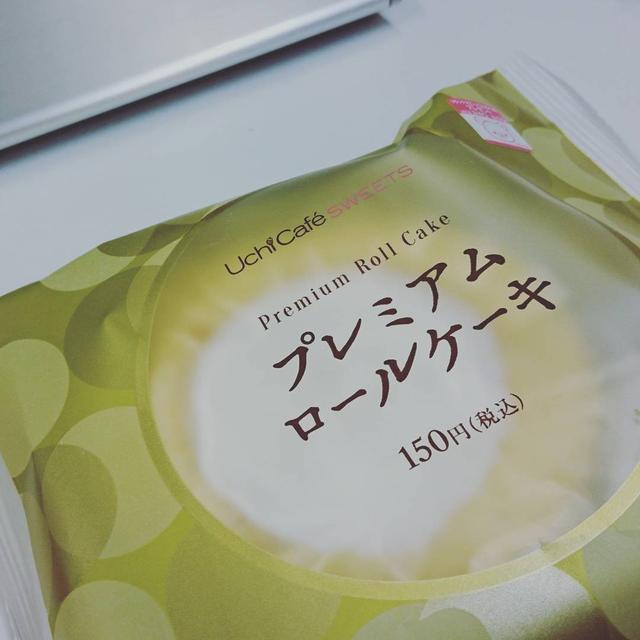 Uchi Café SWEETS
Premium Roll Cake
プレミアム
ロールケーキ
150円(税込)